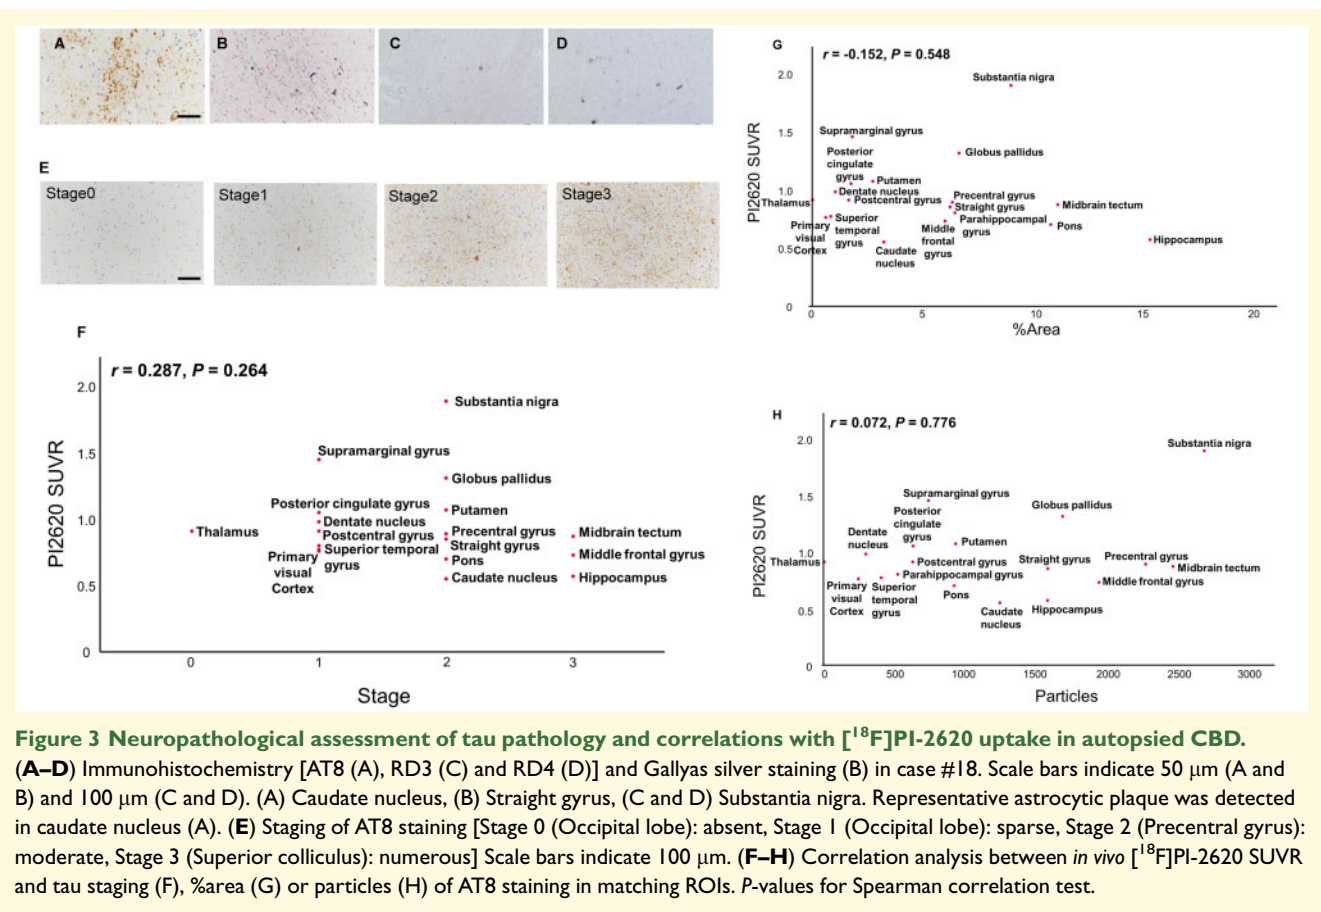 A
B
C
D
E
Stage0
Stage1
Stage2
Stage3
F
r = 0.287, P = 0.264
PI2620 SUVR
2.0
1.5
1.0
0.5
0
0
1
2
3
Stage
Substantia nigra
Supramarginal gyrus
Globus pallidus
Posterior cingulate gyrus
Putamen
Dentate nucleus
Thalamus
Postcentral gyrus
Precentral gyrus
Midbrain tectum
Superior temporal
gyrus
Straight gyrus
Primary
visual
Cortex
Pons
Middle frontal gyrus
Caudate nucleus
Hippocampus
G
r = -0.152, P = 0.548
PI2620 SUVR
2.0
1.5
1.0
0.5
0
0
5
10
15
20
%Area
Substantia nigra
Supramarginal gyrus
Globus pallidus
Posterior
cingulate
gyrus
Putamen
Dentate nucleus
Thalamus
Postcentral gyrus
Precentral gyrus
Straight gyrus
Midbrain tectum
Parahippocampal
gyrus
Primary
visual
Cortex
Superior
temporal
gyrus
Middle
frontal
gyrus
Pons
Caudate
nucleus
Hippocampus
H
r = 0.072, P = 0.776
PI2620 SUVR
2.0
1.5
1.0
0.5
0
0
500
1000
1500
2000
2500
3000
Particles
Substantia nigra
Supramarginal gyrus
Globus pallidus
Posterior
cingulate
gyrus
Dentate
nucleus
Putamen
Thalamus
Postcentral gyrus
Straight gyrus
Precentral gyrus
Midbrain tectum
Parahippocampal gyrus
Middle frontal gyrus
Primary
visual
Cortex
Superior
temporal
gyrus
Pons
Caudate
nucleus
Hippocampus
Figure 3 Neuropathological assessment of tau pathology and correlations with [18F]PI-2620 uptake in autopsied CBD.
(A–D) Immunohistochemistry [AT8 (A), RD3 (C) and RD4 (D)] and Gallyas silver staining (B) in case #18. Scale bars indicate 50 μm (A and
B) and 100 μm (C and D). (A) Caudate nucleus, (B) Straight gyrus, (C and D) Substantia nigra. Representative astrocytic plaque was detected
in caudate nucleus (A). (E) Staging of AT8 staining [Stage 0 (Occipital lobe): absent, Stage 1 (Occipital lobe): sparse, Stage 2 (Precentral gyrus):
moderate, Stage 3 (Superior colliculus): numerous] Scale bars indicate 100 μm. (F–H) Correlation analysis between in vivo [18F]PI-2620 SUVR
and tau staging (F), %area (G) or particles (H) of AT8 staining in matching ROIs. P-values for Spearman correlation test.